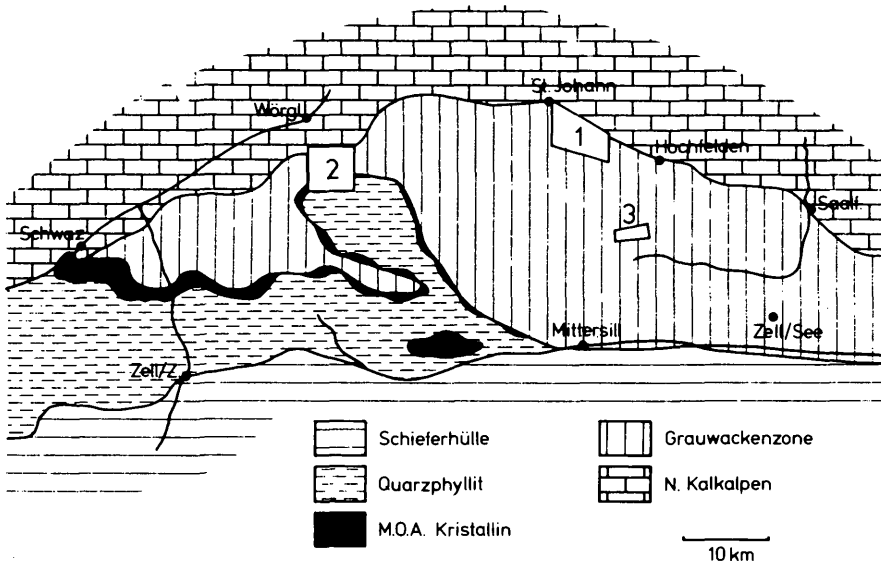 St. Johann
Wörgl
1
Hochfelden
2
Saalf.
3
Schwaz
Mittersill
Zell/See
Zell/Z.
Schieferhülle
Grauwackenzone
Quarzphyllit
N. Kalkalpen
M.O.A. Kristallin
10 km